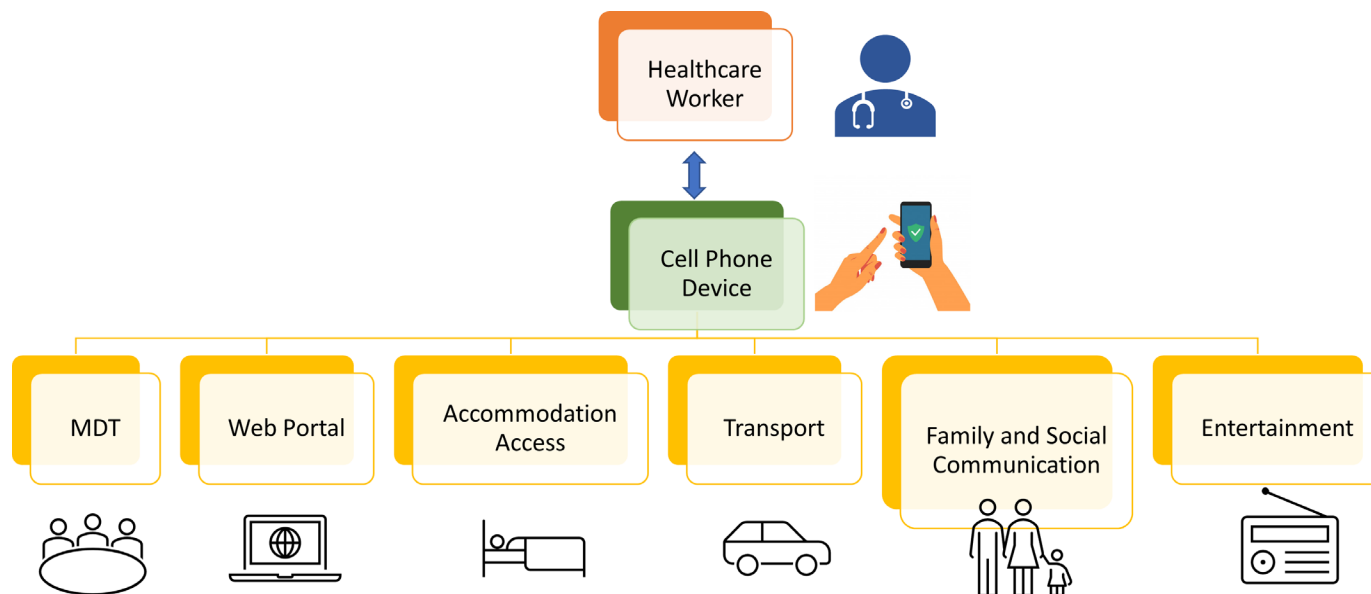 Healthcare
Worker
Cell Phone
Device
MDT
Web Portal
Accommodation
Access
Transport
Family and Social
Communication
Entertainment